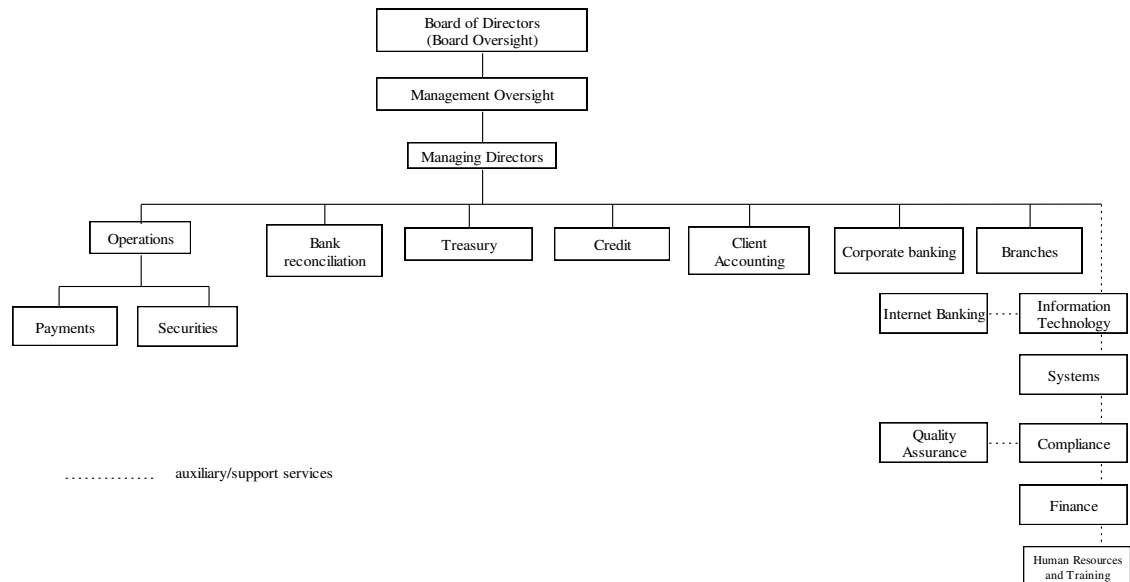 Board of Directors
(Board Oversight)
Management Oversight
Managing Directors
Operations
Bank
reconciliation
Treasury
Credit
Client
Accounting
Corporate banking
Branches
Payments
Securities
Internet Banking
Information
Technology
Systems
Quality
Assurance
Compliance
auxiliary/support services
Finance
Human Resources
and Training